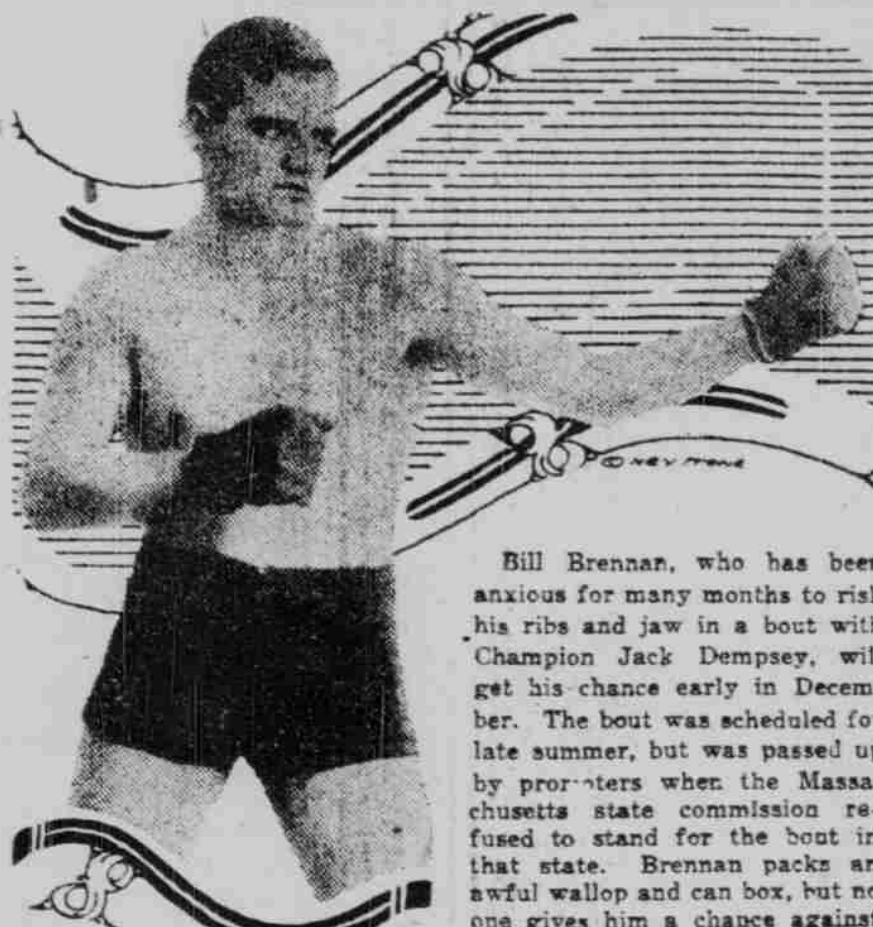 ©
Bill Brennan, who has been
anxious for many months to risk
his ribs and jaw in a bout with
Champion Jack Dempsey, will
get his chance early in Decem
ber. The bout was scheduled for
late summer, but was passed up
by promoters when the Massa
chusetts state commission re-
fused to stand for the bout in
that state. Brennan packs an
awful wallop and can box, but no
one gives him a chance against